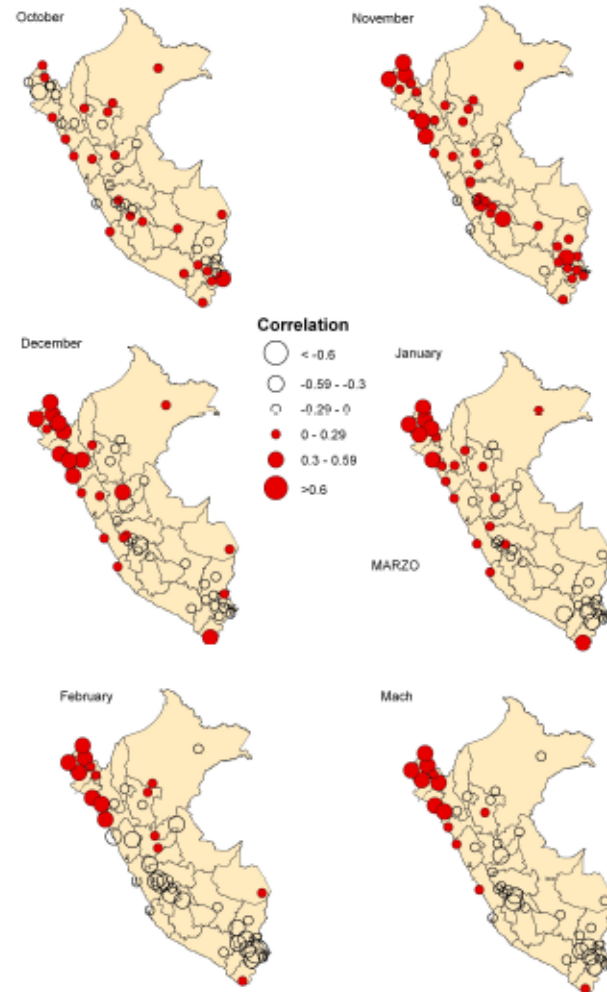 October
November
Correlation
< -0.6
-0.59 - -0.3
-0.29 - 0
0 - 0.29
0.3 - 0.59
>0.6
December
January
MARZO
February
Mach